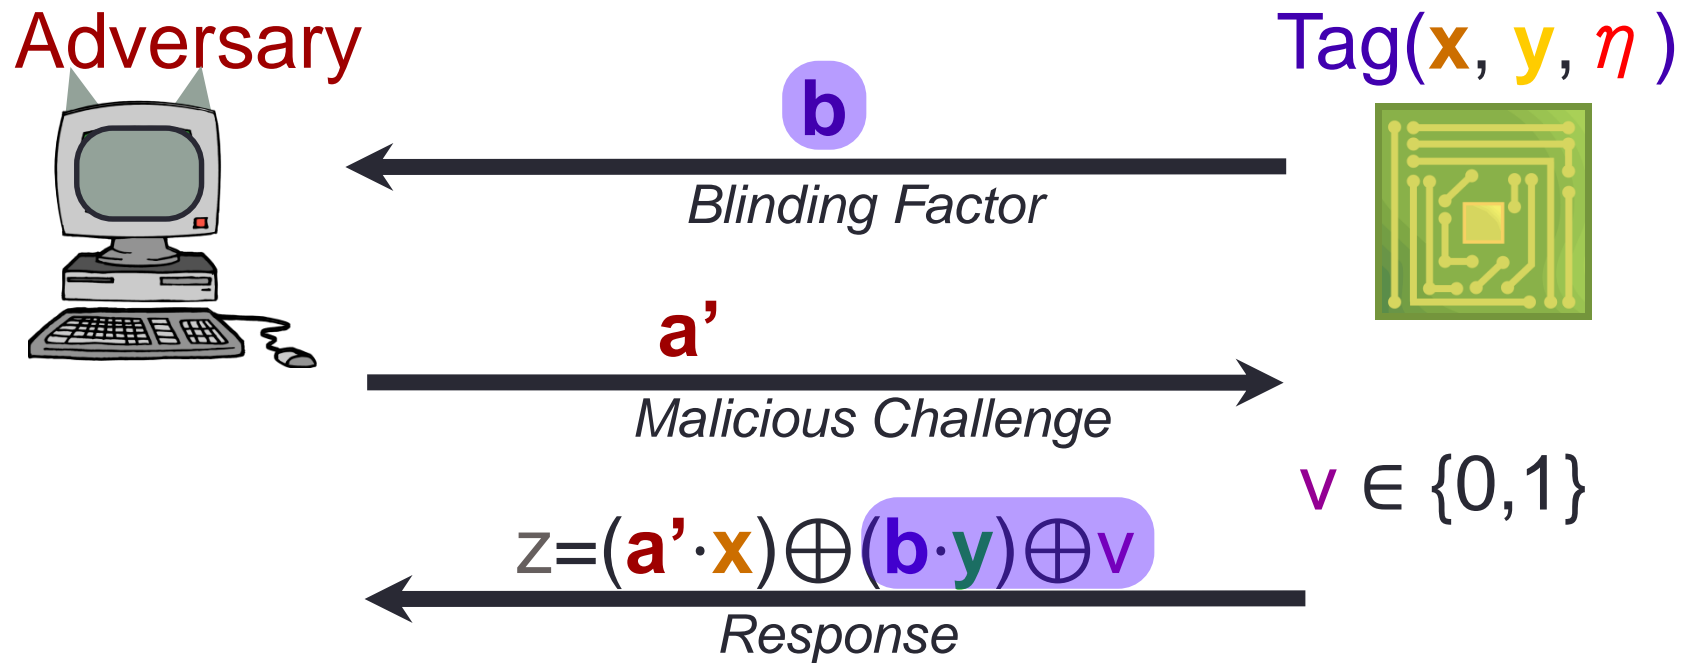 Adversary
Tag(x, y, η )
b
Blinding Factor
a’
Malicious Challenge
v ∈ {0,1}
z=(a’·x)⊕(b·y)⊕v
Response